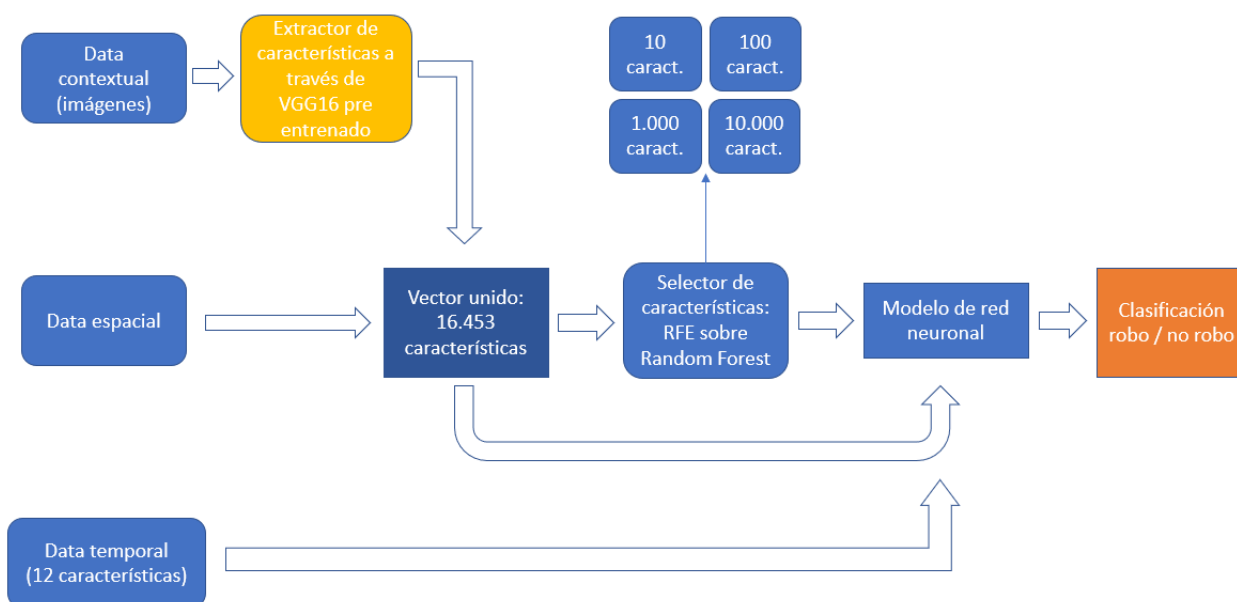 Data
contextual
(imágenes)
Extractor de
características a
través de
VGG16 pre
entrenado
10
caract.
100
caract.
1.000
caract.
10.000
caract.
Data espacial
Vector unido:
16.453
características
Selector de
características:
RFE sobre
Random Forest
Modelo de red
neuronal
Clasificación
robo / no robo
Data temporal
(12 características)